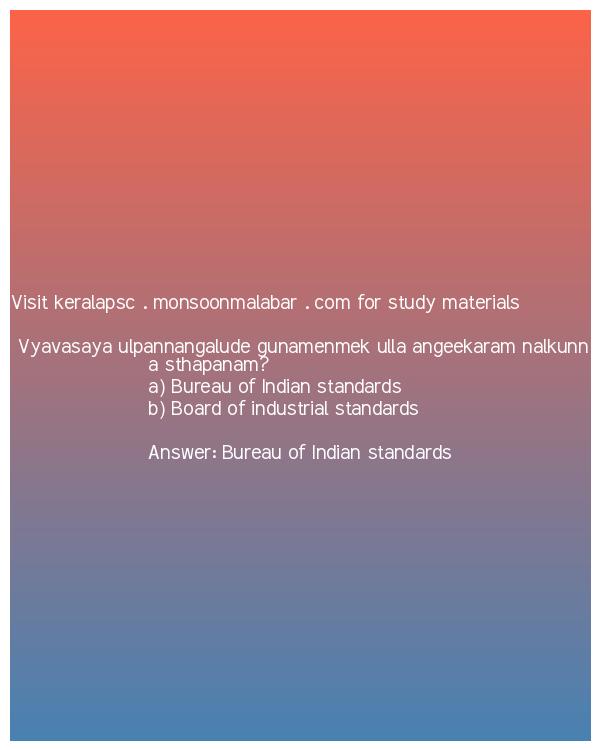 Visit keralapsc . monsoonmalabar . com for study materials
Vyavasaya ulpannangalude gunamenmek ulla angeekaram nalkunn
a sthapanam?
a) Bureau of Indian standards
b) Board of industrial standards
Answer: Bureau of Indian standards